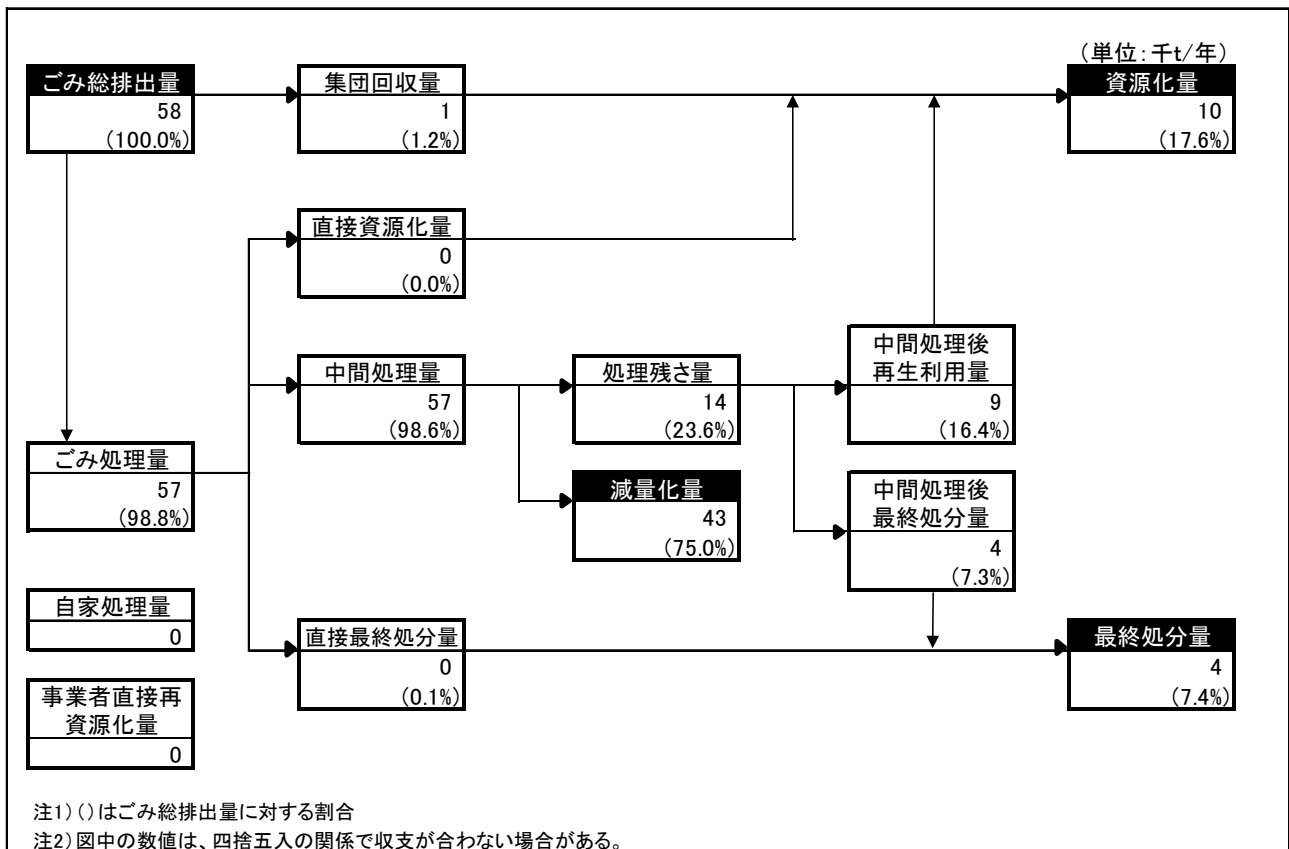 (単位:千t/年)
ごみ総排出量
58
(100.0%)
集団回収量
1
(1.2%)
資源化量
10
(17.6%)
直接資源化量
0
(0.0%)
中間処理量
57
(98.6%)
処理残さ量
14
(23.6%)
中間処理後
再生利用量
9
(16.4%)
ごみ処理量
57
(98.8%)
減量化量
43
(75.0%)
中間処理後
最終処分量
4
(7.3%)
自家処理量
0
直接最終処分量
0
(0.1%)
最終処分量
4
(7.4%)
事業者直接再
資源化量
0
注1)()はごみ総排出量に対する割合
注2)図中の数値は、四捨五入の関係で収支が合わない場合がある。